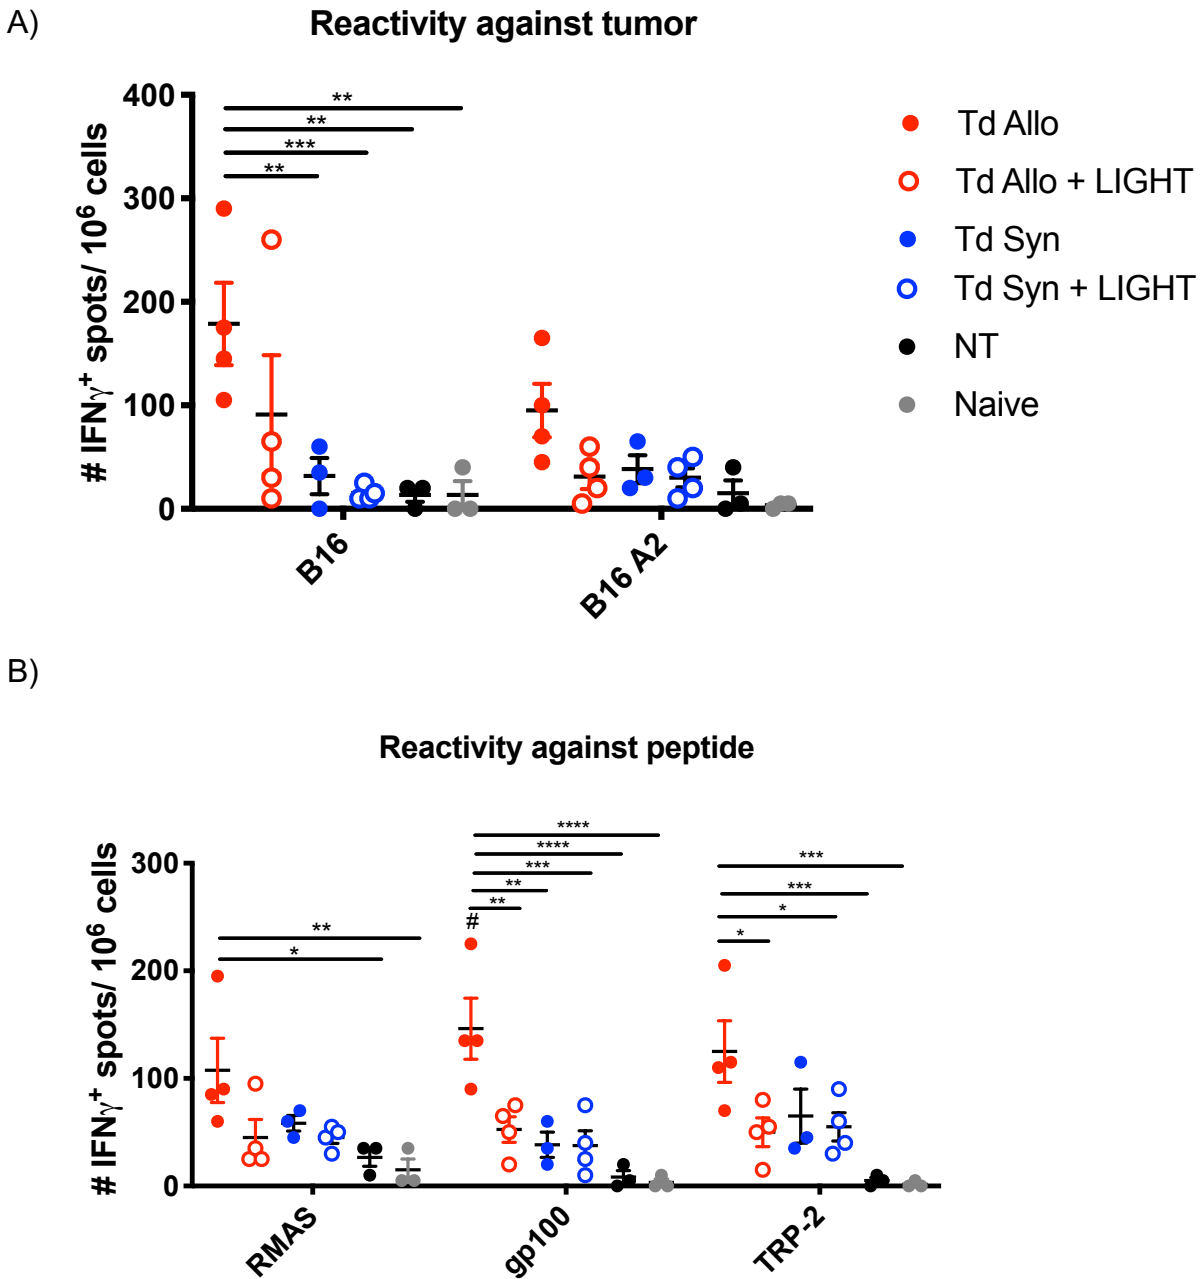 A)
Reactivity against tumor
# IFNγ⁺ spots/ 10⁶ cells
400
300
200
100
0
**
**
***
**
B16
B16 A2
Td Allo
Td Allo + LIGHT
Td Syn
Td Syn + LIGHT
NT
Naive
B)
Reactivity against peptide
# IFNγ⁺ spots/ 10⁶ cells
300
200
100
0
**
*
****
****
***
**
**
#
***
***
*
*
RMAS
gp100
TRP-2